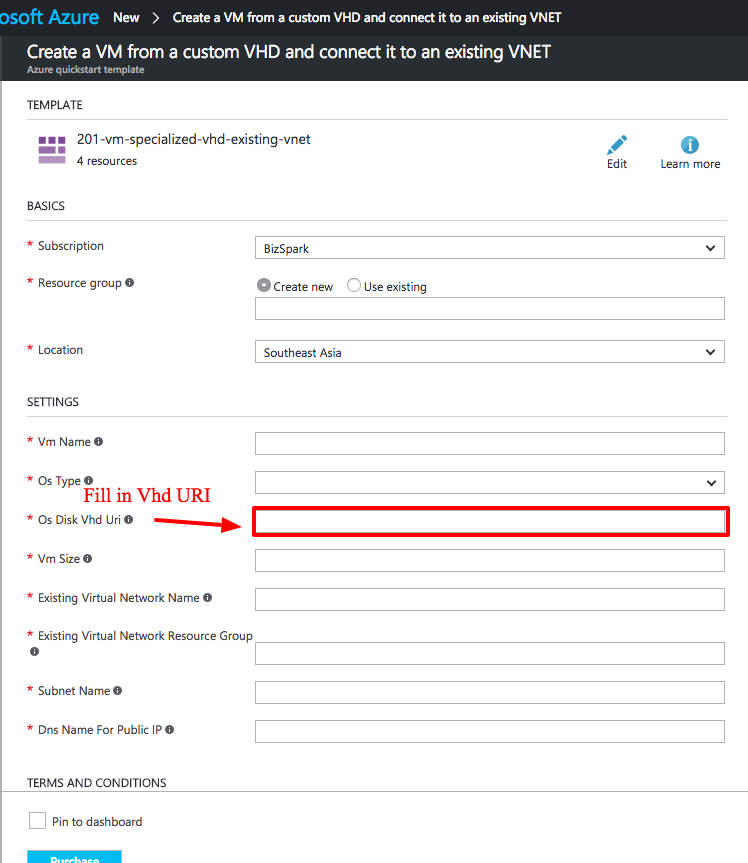 osoft Azure New > Create a VM from a custom VHD and connect it to an existing VNET
Create a VM from a custom VHD and connect it to an existing VNET
Azure quickstart template
TEMPLATE
201-vm-specialized-vhd-existing-vnet
4 resources
Edit
Learn more
BASICS
* Subscription
BizSpark
* Resource group
Create new
Use existing
* Location
Southeast Asia
SETTINGS
* Vm Name
* Os Type
Fill in Vhd URI
* Os Disk Vhd Uri
* Vm Size
* Existing Virtual Network Name
* Existing Virtual Network Resource Group
* Subnet Name
* Dns Name For Public IP
TERMS AND CONDITIONS
Pin to dashboard
Purchase